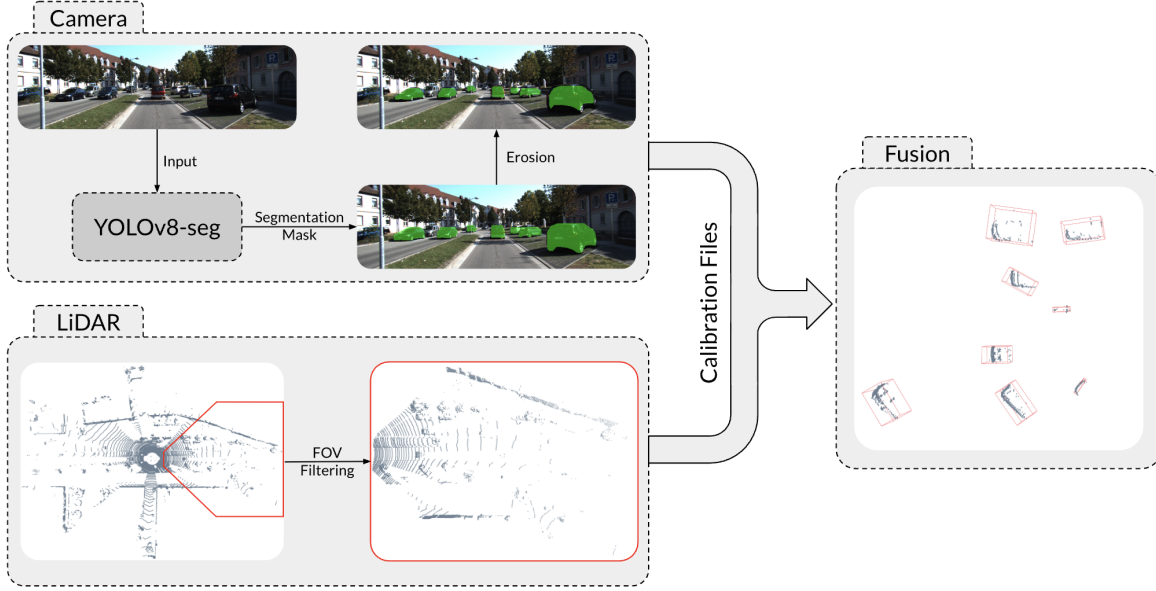 Camera
Input
YOLOv8-seg
Segmentation
Mask
Erosion
LiDAR
FOV
Filtering
Calibration Files
Fusion